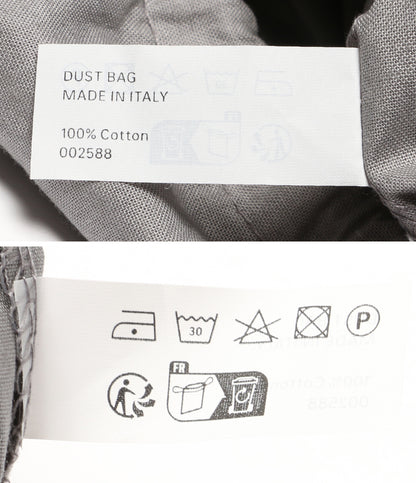 DUST BAG
MADE IN ITALY
100% Cotton
002588
30
P
FR